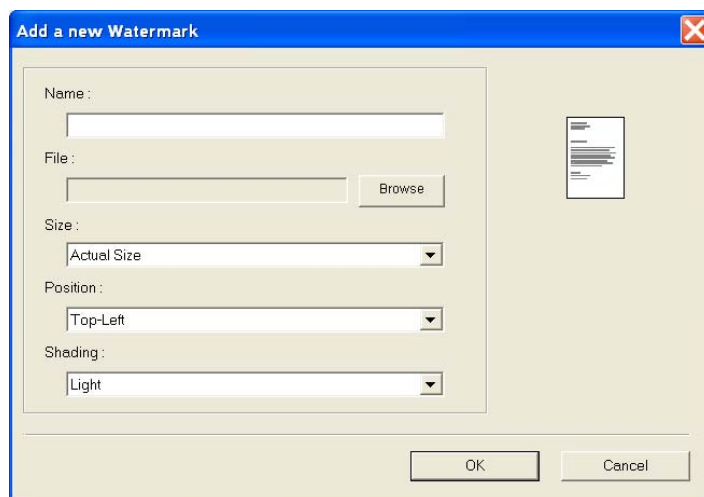 Add a new Watermark
Name :
File :
Browse
Size :
Actual Size
Position :
Top-Left
Shading :
Light
OK
Cancel